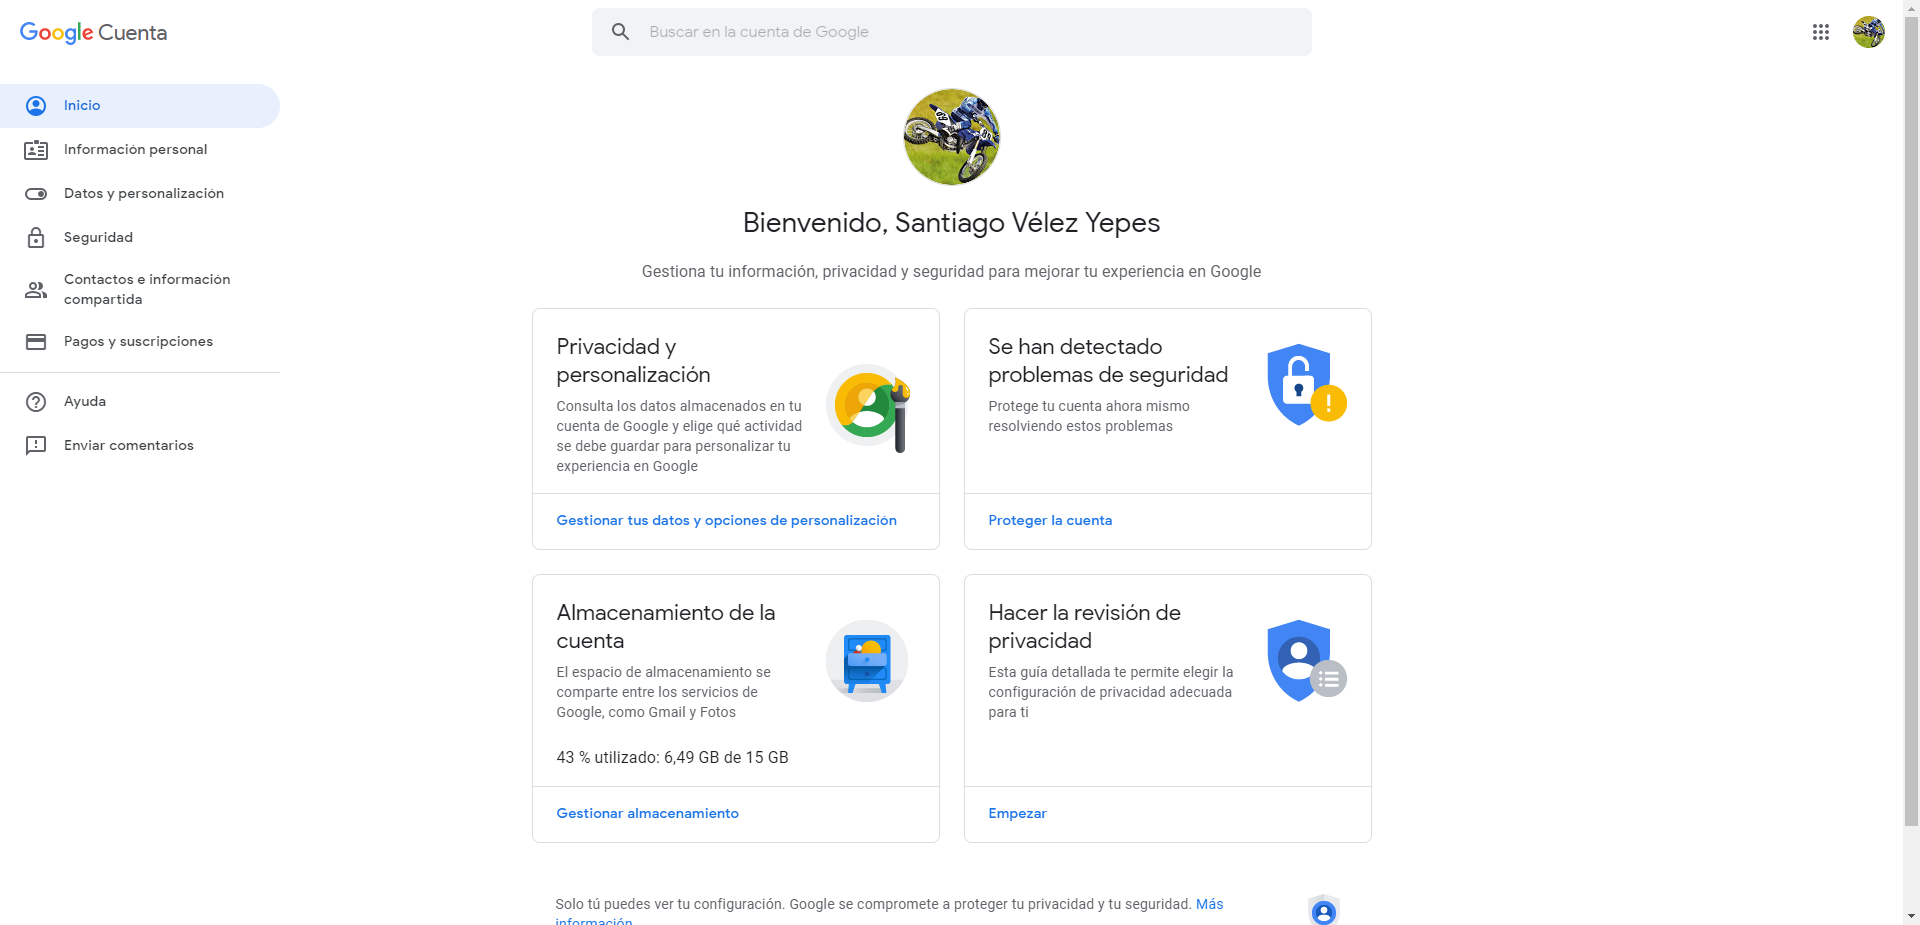 Google Cuenta
Buscar en la cuenta de Google
Inicio
Información personal
Datos y personalización
Seguridad
Contactos e información
compartida
Pagos y suscripciones
Ayuda
Enviar comentarios
Bienvenido, Santiago Vélez Yepes
Gestiona tu información, privacidad y seguridad para mejorar tu experiencia en Google
Privacidad y
personalización
Consulta los datos almacenados en tu
cuenta de Google y elige qué actividad
se debe guardar para personalizar tu
experiencia en Google
Gestionar tus datos y opciones de personalización
Se han detectado
problemas de seguridad
Protege tu cuenta ahora mismo
resolviendo estos problemas
Proteger la cuenta
Almacenamiento de la
cuenta
El espacio de almacenamiento se
comparte entre los servicios de
Google, como Gmail y Fotos
43 % utilizado: 6,49 GB de 15 GB
Gestionar almacenamiento
Hacer la revisión de
privacidad
Esta guía detallada te permite elegir la
configuración de privacidad adecuada
para ti
Empezar
Solo tú puedes ver tu configuración. Google se compromete a proteger tu privacidad y tu seguridad. Más
información